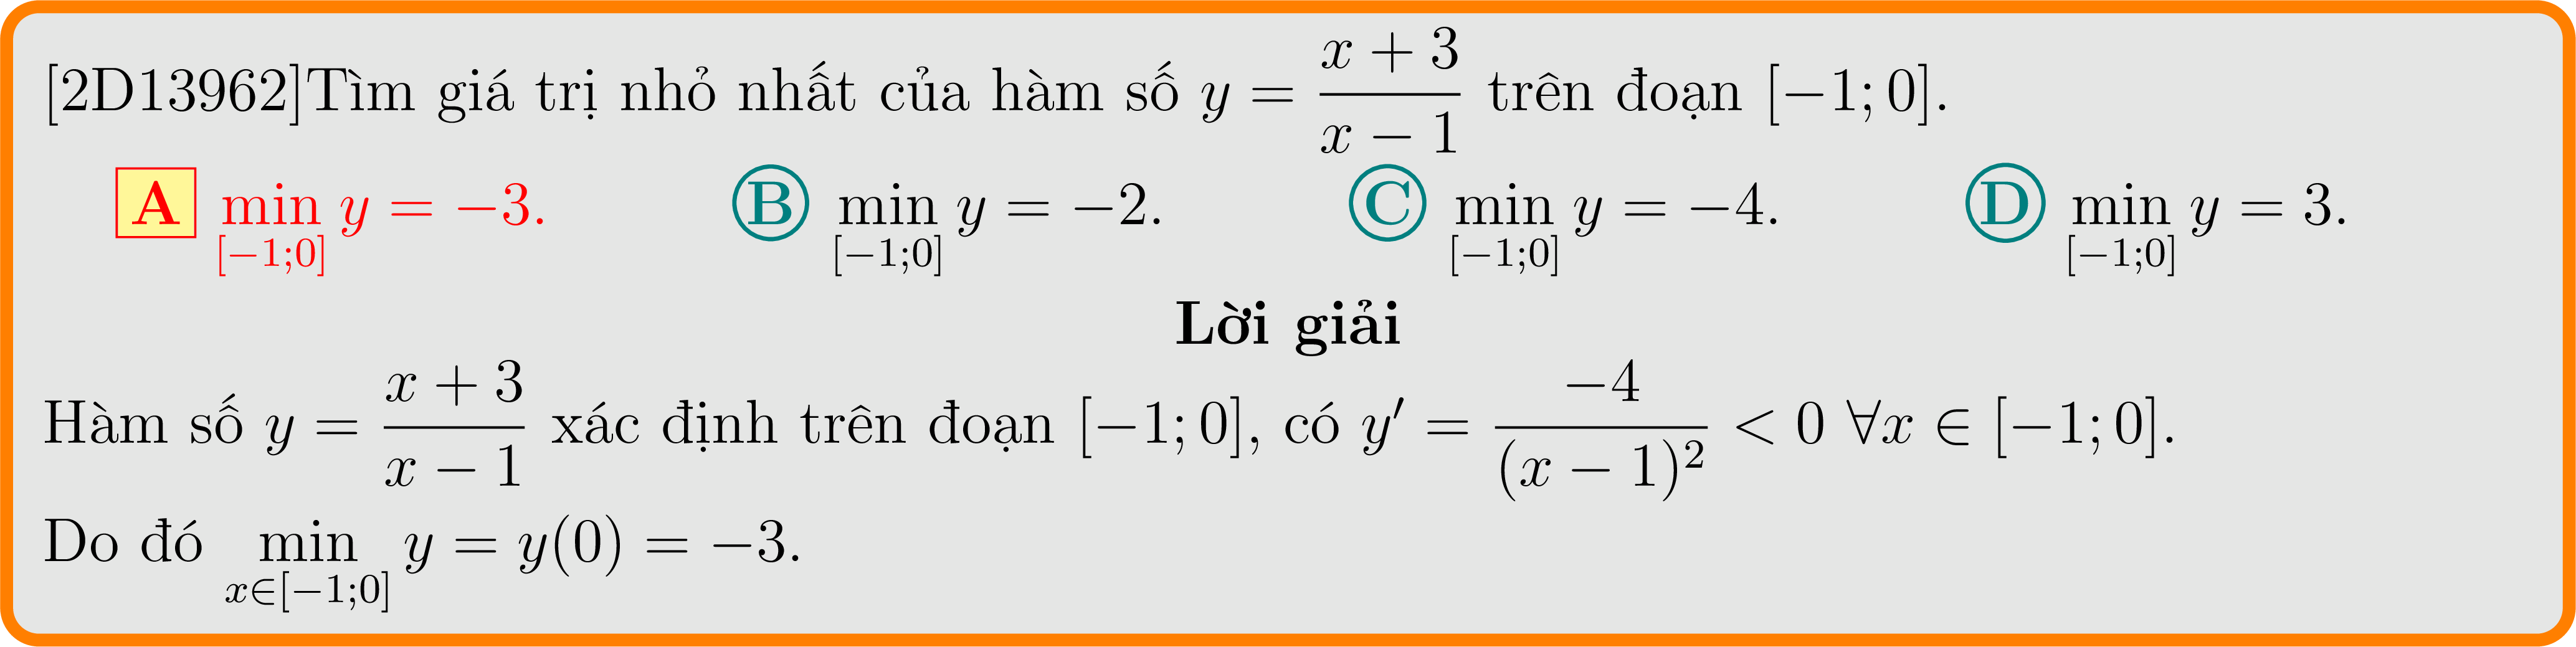 [2D13962]Tìm giá trị nhỏ nhất của hàm số $y = \dfrac{x+3}{x-1}$ trên đoạn $[-1;0]$.
A $\min\limits_{[-1;0]} y = -3$. B $\min\limits_{[-1;0]} y = -2$. C $\min\limits_{[-1;0]} y = -4$. D $\min\limits_{[-1;0]} y = 3$.
Lời giải
Hàm số $y = \dfrac{x+3}{x-1}$ xác định trên đoạn $[-1;0]$, có $y' = \dfrac{-4}{(x-1)^2} < 0 \ \forall x \in [-1;0]$.
Do đó $\min\limits_{x \in [-1;0]} y = y(0) = -3$.